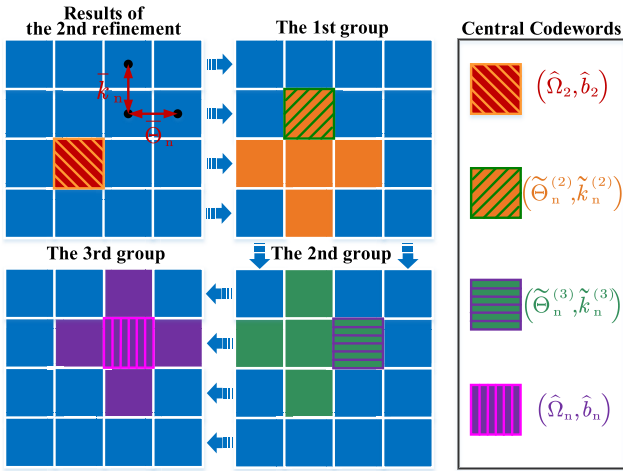 Results of
the 2nd refinement
The 1st group
Central Codewords
k̄ n
Θ̄ n
(Ω̂₂,b̂₂)
(Θ̃ₙ⁽²⁾,k̃ₙ⁽²⁾)
The 3rd group
The 2nd group
(Θ̃ₙ⁽³⁾,k̃ₙ⁽³⁾)
(Ω̂ₙ,b̂ₙ)